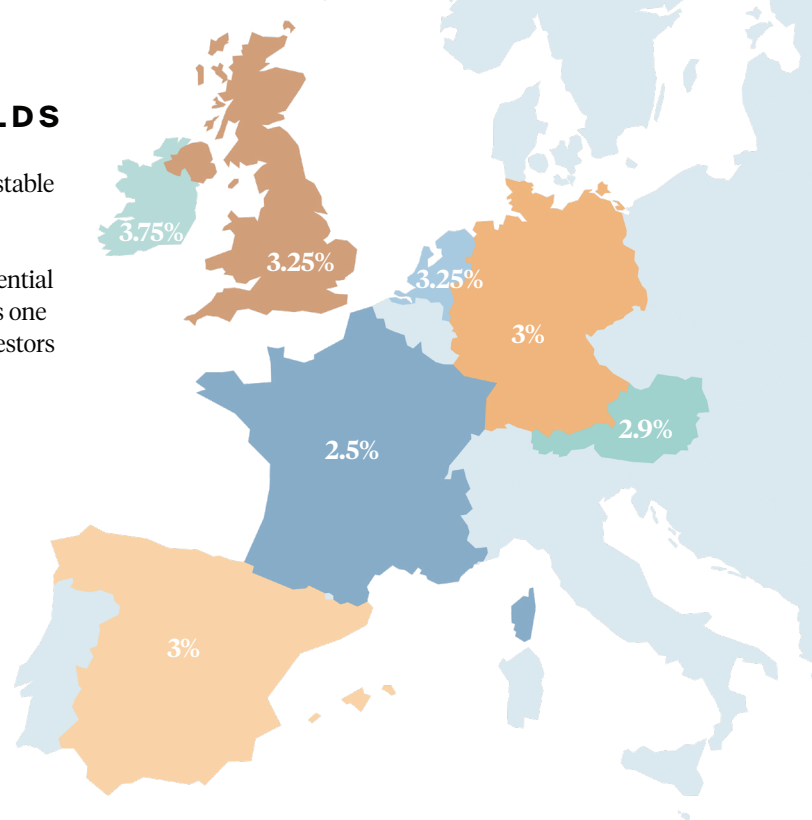 LDS
stable
ential
s one
estors
3.75%
3.25%
3.25%
3%
2.5%
2.9%
3%